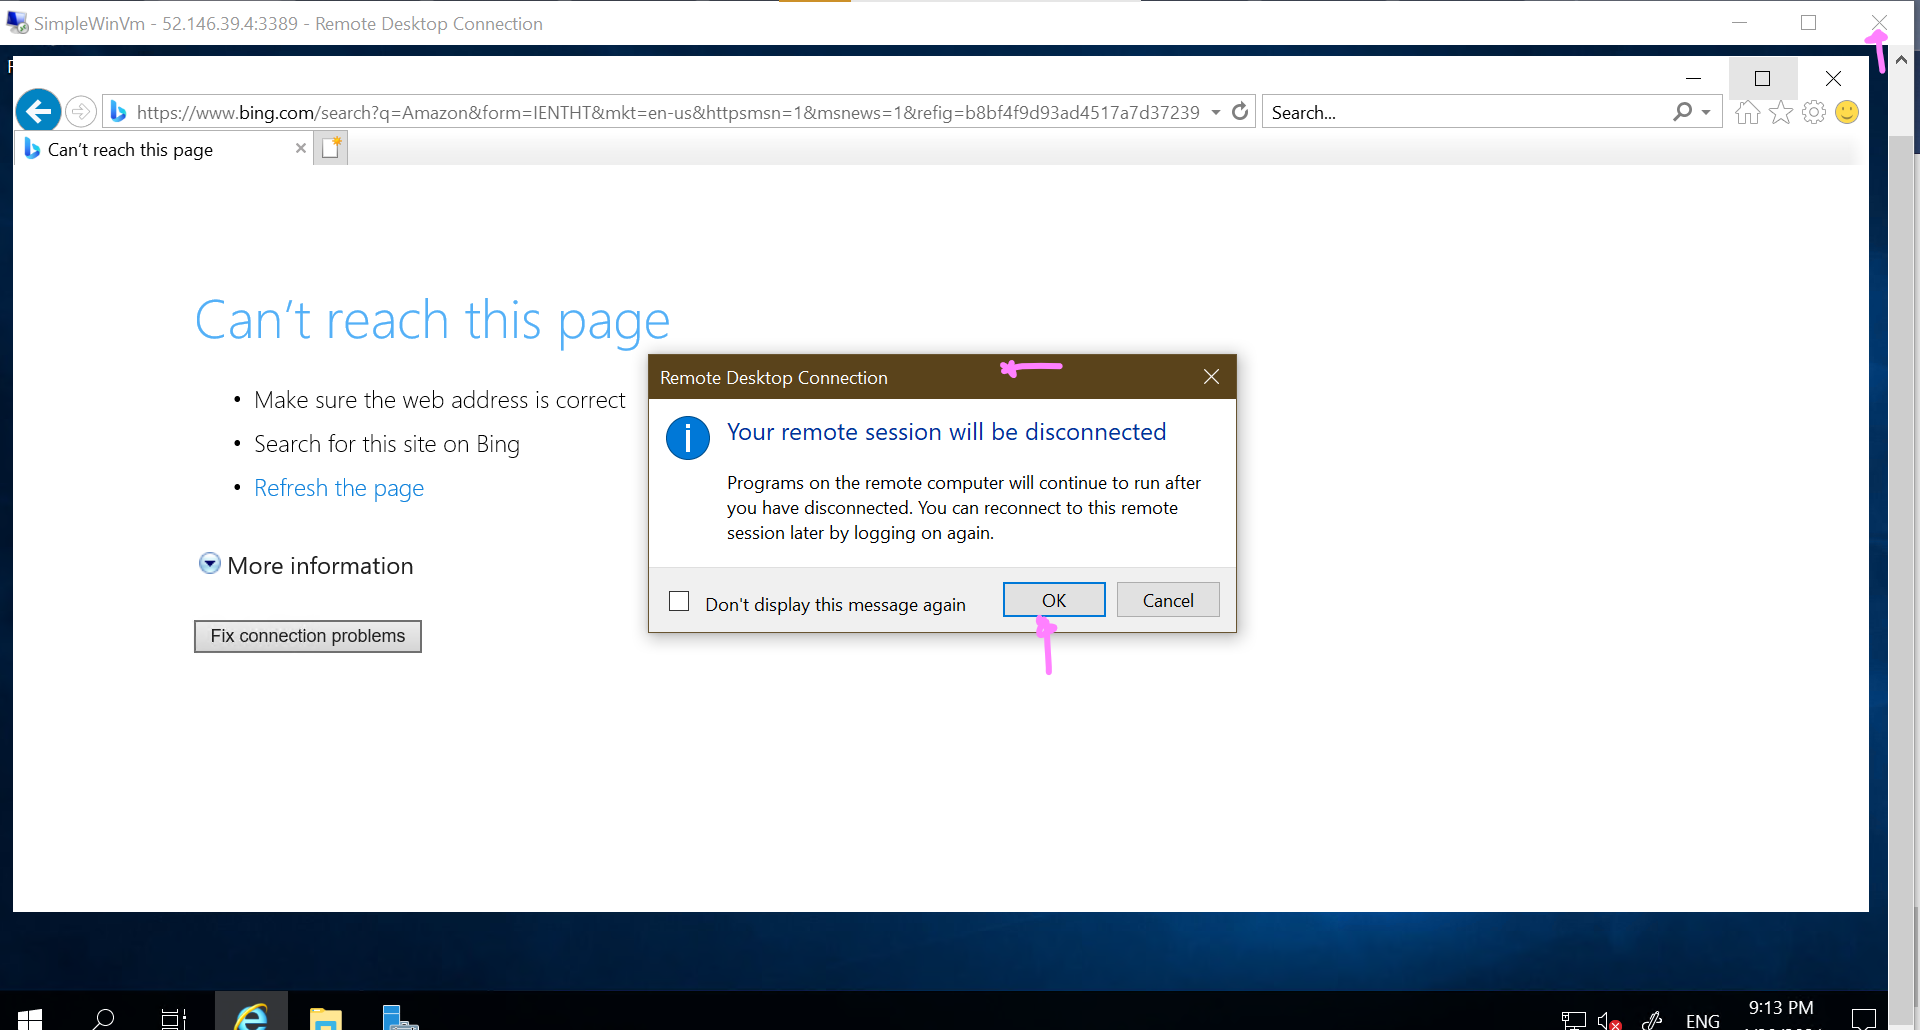 SimpleWinVm - 52.146.39.4:3389 - Remote Desktop Connection
https://www.bing.com/search?q=Amazon&form=IENTHT&mkt=en-us&httpsmsn=1&msnews=1&refig=b8bf4f9d93ad4517a7d37239
Search...
Can't reach this page
Can't reach this page
• Make sure the web address is correct
• Search for this site on Bing
• Refresh the page
More information
Fix connection problems
Remote Desktop Connection
Your remote session will be disconnected
Programs on the remote computer will continue to run after
you have disconnected. You can reconnect to this remote
session later by logging on again.
Don't display this message again
OK
Cancel
ENG
9:13 PM